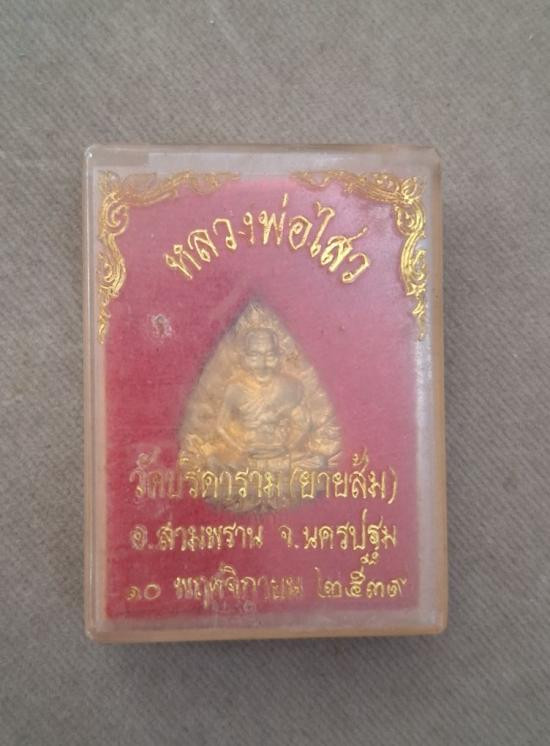 หลวงพ่อไสว
วัดปรีดาราม (ยายส้ม)
อ.สามพราน จ.นครปฐม
๑๐ พฤศจิกายน ๒๕๓๙